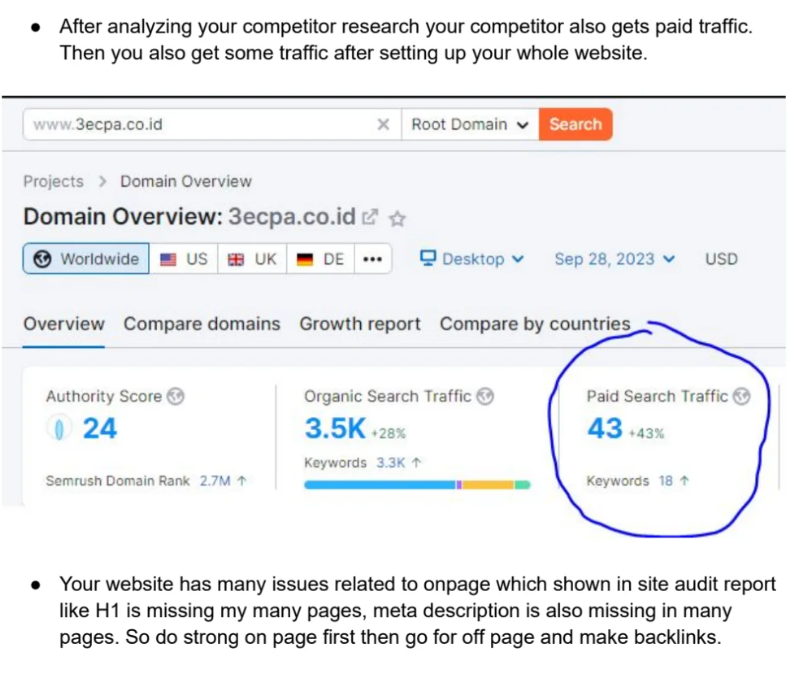 ● After analyzing your competitor research your competitor also gets paid traffic.
Then you also get some traffic after setting up your whole website.
www.3ecpa.co.id × Root Domain Search
Projects > Domain Overview
Domain Overview: 3ecpa.co.id
Worldwide US UK DE ••• Desktop Sep 28, 2023 USD
Overview Compare domains Growth report Compare by countries
Authority Score Organic Search Traffic Paid Search Traffic
24 3.5K +28% 43 +43%
Keywords 3.3K ↑
Semrush Domain Rank 2.7M ↑ Keywords 18 ↑
● Your website has many issues related to onpage which shown in site audit report
like H1 is missing my many pages, meta description is also missing in many
pages. So do strong on page first then go for off page and make backlinks.